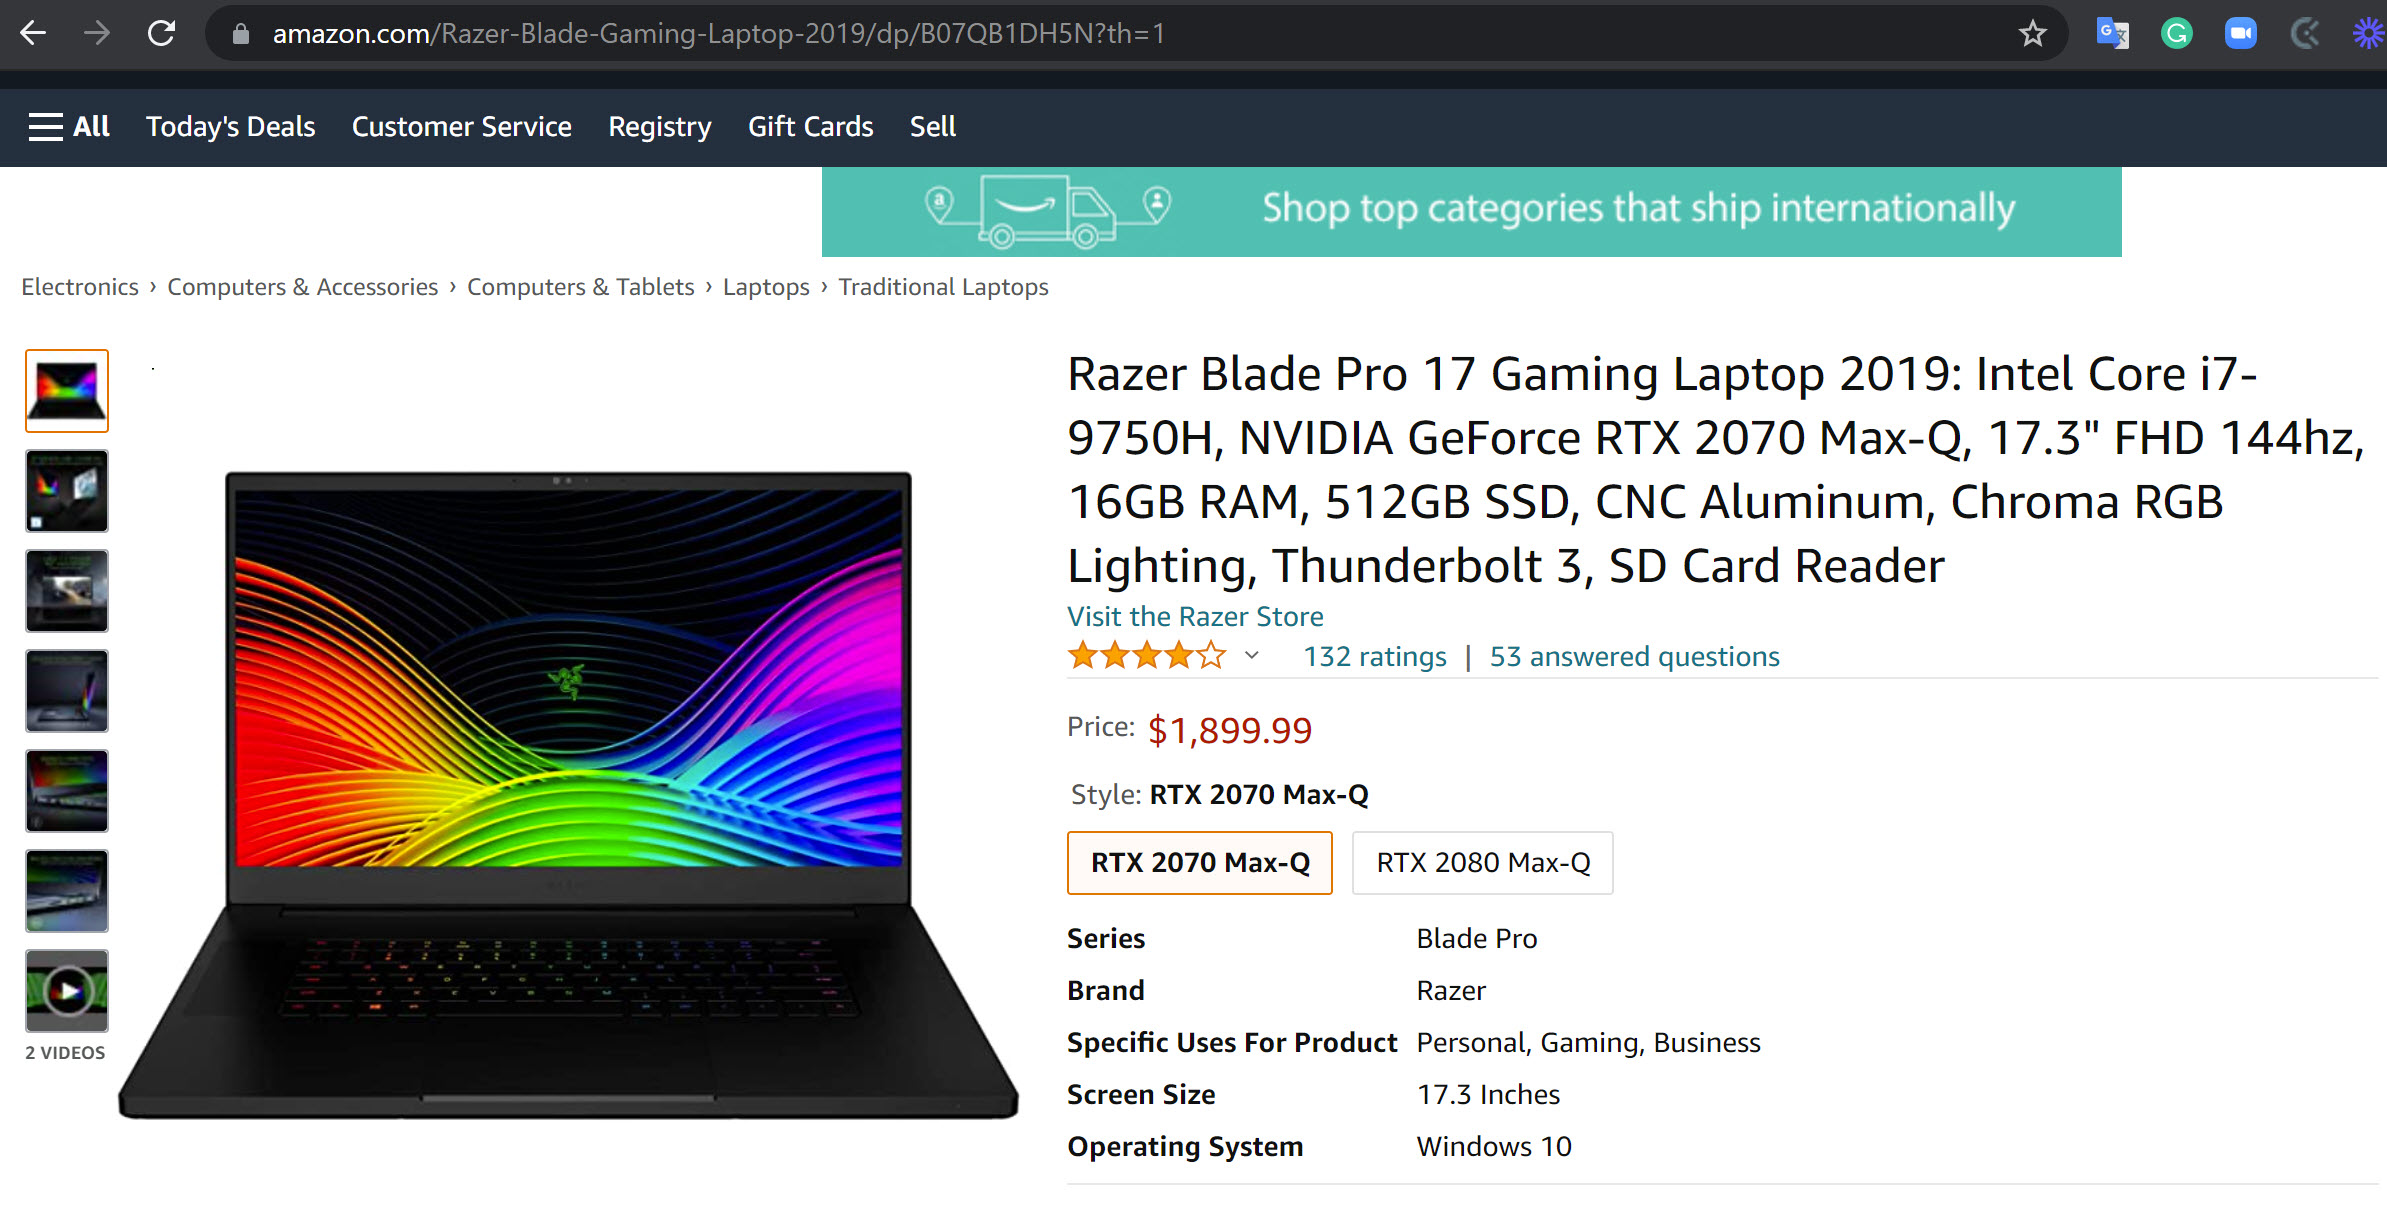 amazon.com/Razer-Blade-Gaming-Laptop-2019/dp/B07QB1DH5N?th=1
All Today's Deals Customer Service Registry Gift Cards Sell
Shop top categories that ship internationally
Electronics › Computers & Accessories › Computers & Tablets › Laptops › Traditional Laptops
Razer Blade Pro 17 Gaming Laptop 2019: Intel Core i7-
9750H, NVIDIA GeForce RTX 2070 Max-Q, 17.3" FHD 144hz,
16GB RAM, 512GB SSD, CNC Aluminum, Chroma RGB
Lighting, Thunderbolt 3, SD Card Reader
Visit the Razer Store
132 ratings | 53 answered questions
Price: $1,899.99
Style: RTX 2070 Max-Q
RTX 2070 Max-Q RTX 2080 Max-Q
Series Blade Pro
Brand Razer
Specific Uses For Product Personal, Gaming, Business
Screen Size 17.3 Inches
Operating System Windows 10
2 VIDEOS